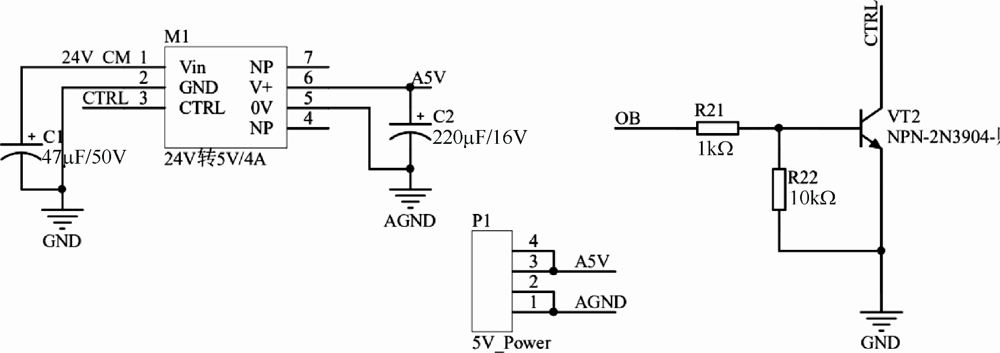 M1
24V CM 1
Vin
NP
7
2
GND
V+
6
A5V
CTRL 3
CTRL
0V
5
NP
4
+ C1
47μF/50V
24V转5V/4A
+ C2
220μF/16V
GND
AGND
P1
4
3
A5V
2
1
AGND
5V_Power
CTRL
OB
R21
1kΩ
VT2
NPN-2N3904-
R22
10kΩ
GND